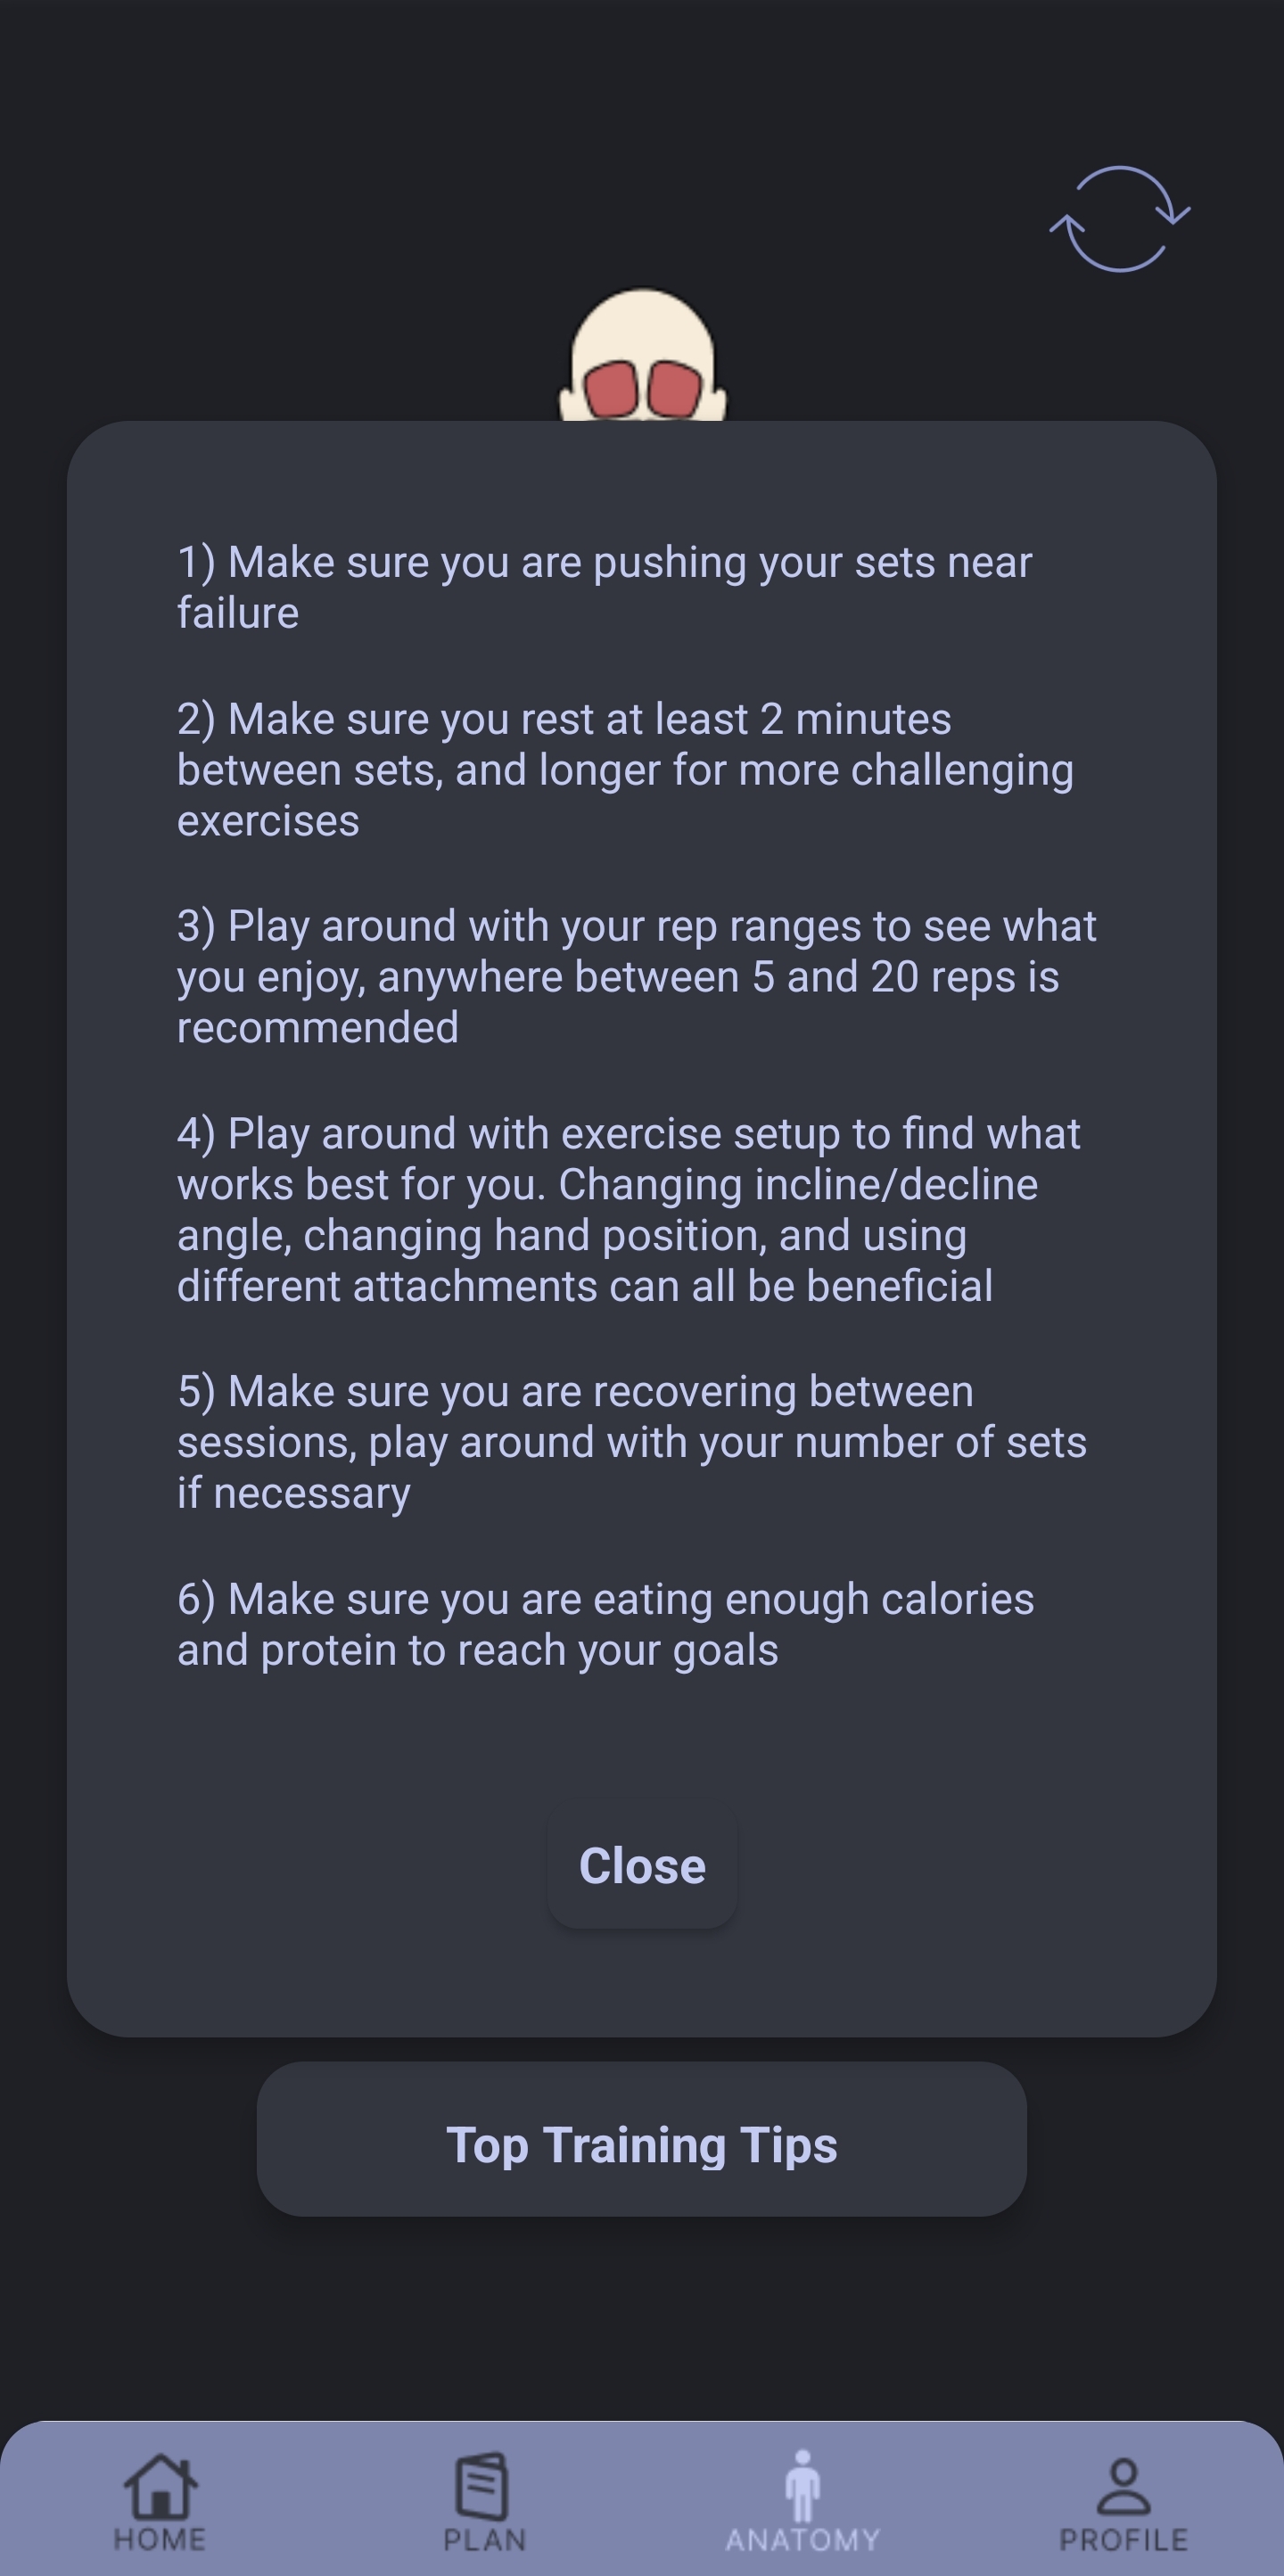 1) Make sure you are pushing your sets near
failure
2) Make sure you rest at least 2 minutes
between sets, and longer for more challenging
exercises
3) Play around with your rep ranges to see what
you enjoy, anywhere between 5 and 20 reps is
recommended
4) Play around with exercise setup to find what
works best for you. Changing incline/decline
angle, changing hand position, and using
different attachments can all be beneficial
5) Make sure you are recovering between
sessions, play around with your number of sets
if necessary
6) Make sure you are eating enough calories
and protein to reach your goals
Close
Top Training Tips
HOME PLAN ANATOMY PROFILE